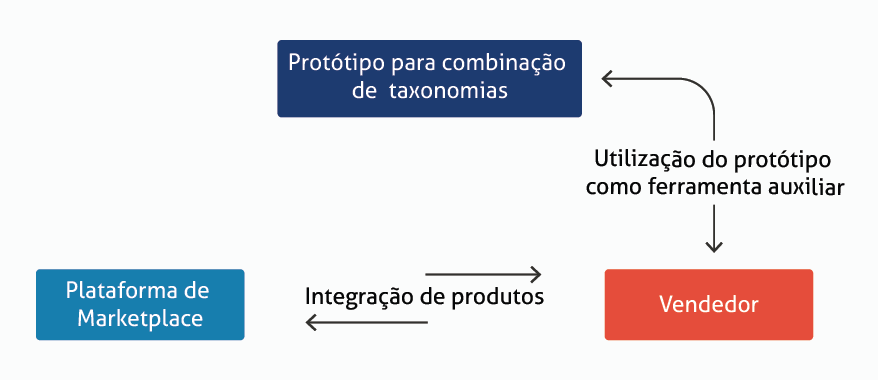 Protótipo para combinação
de taxonomias
Utilização do protótipo
como ferramenta auxiliar
Plataforma de
Marketplace
Integração de produtos
Vendedor